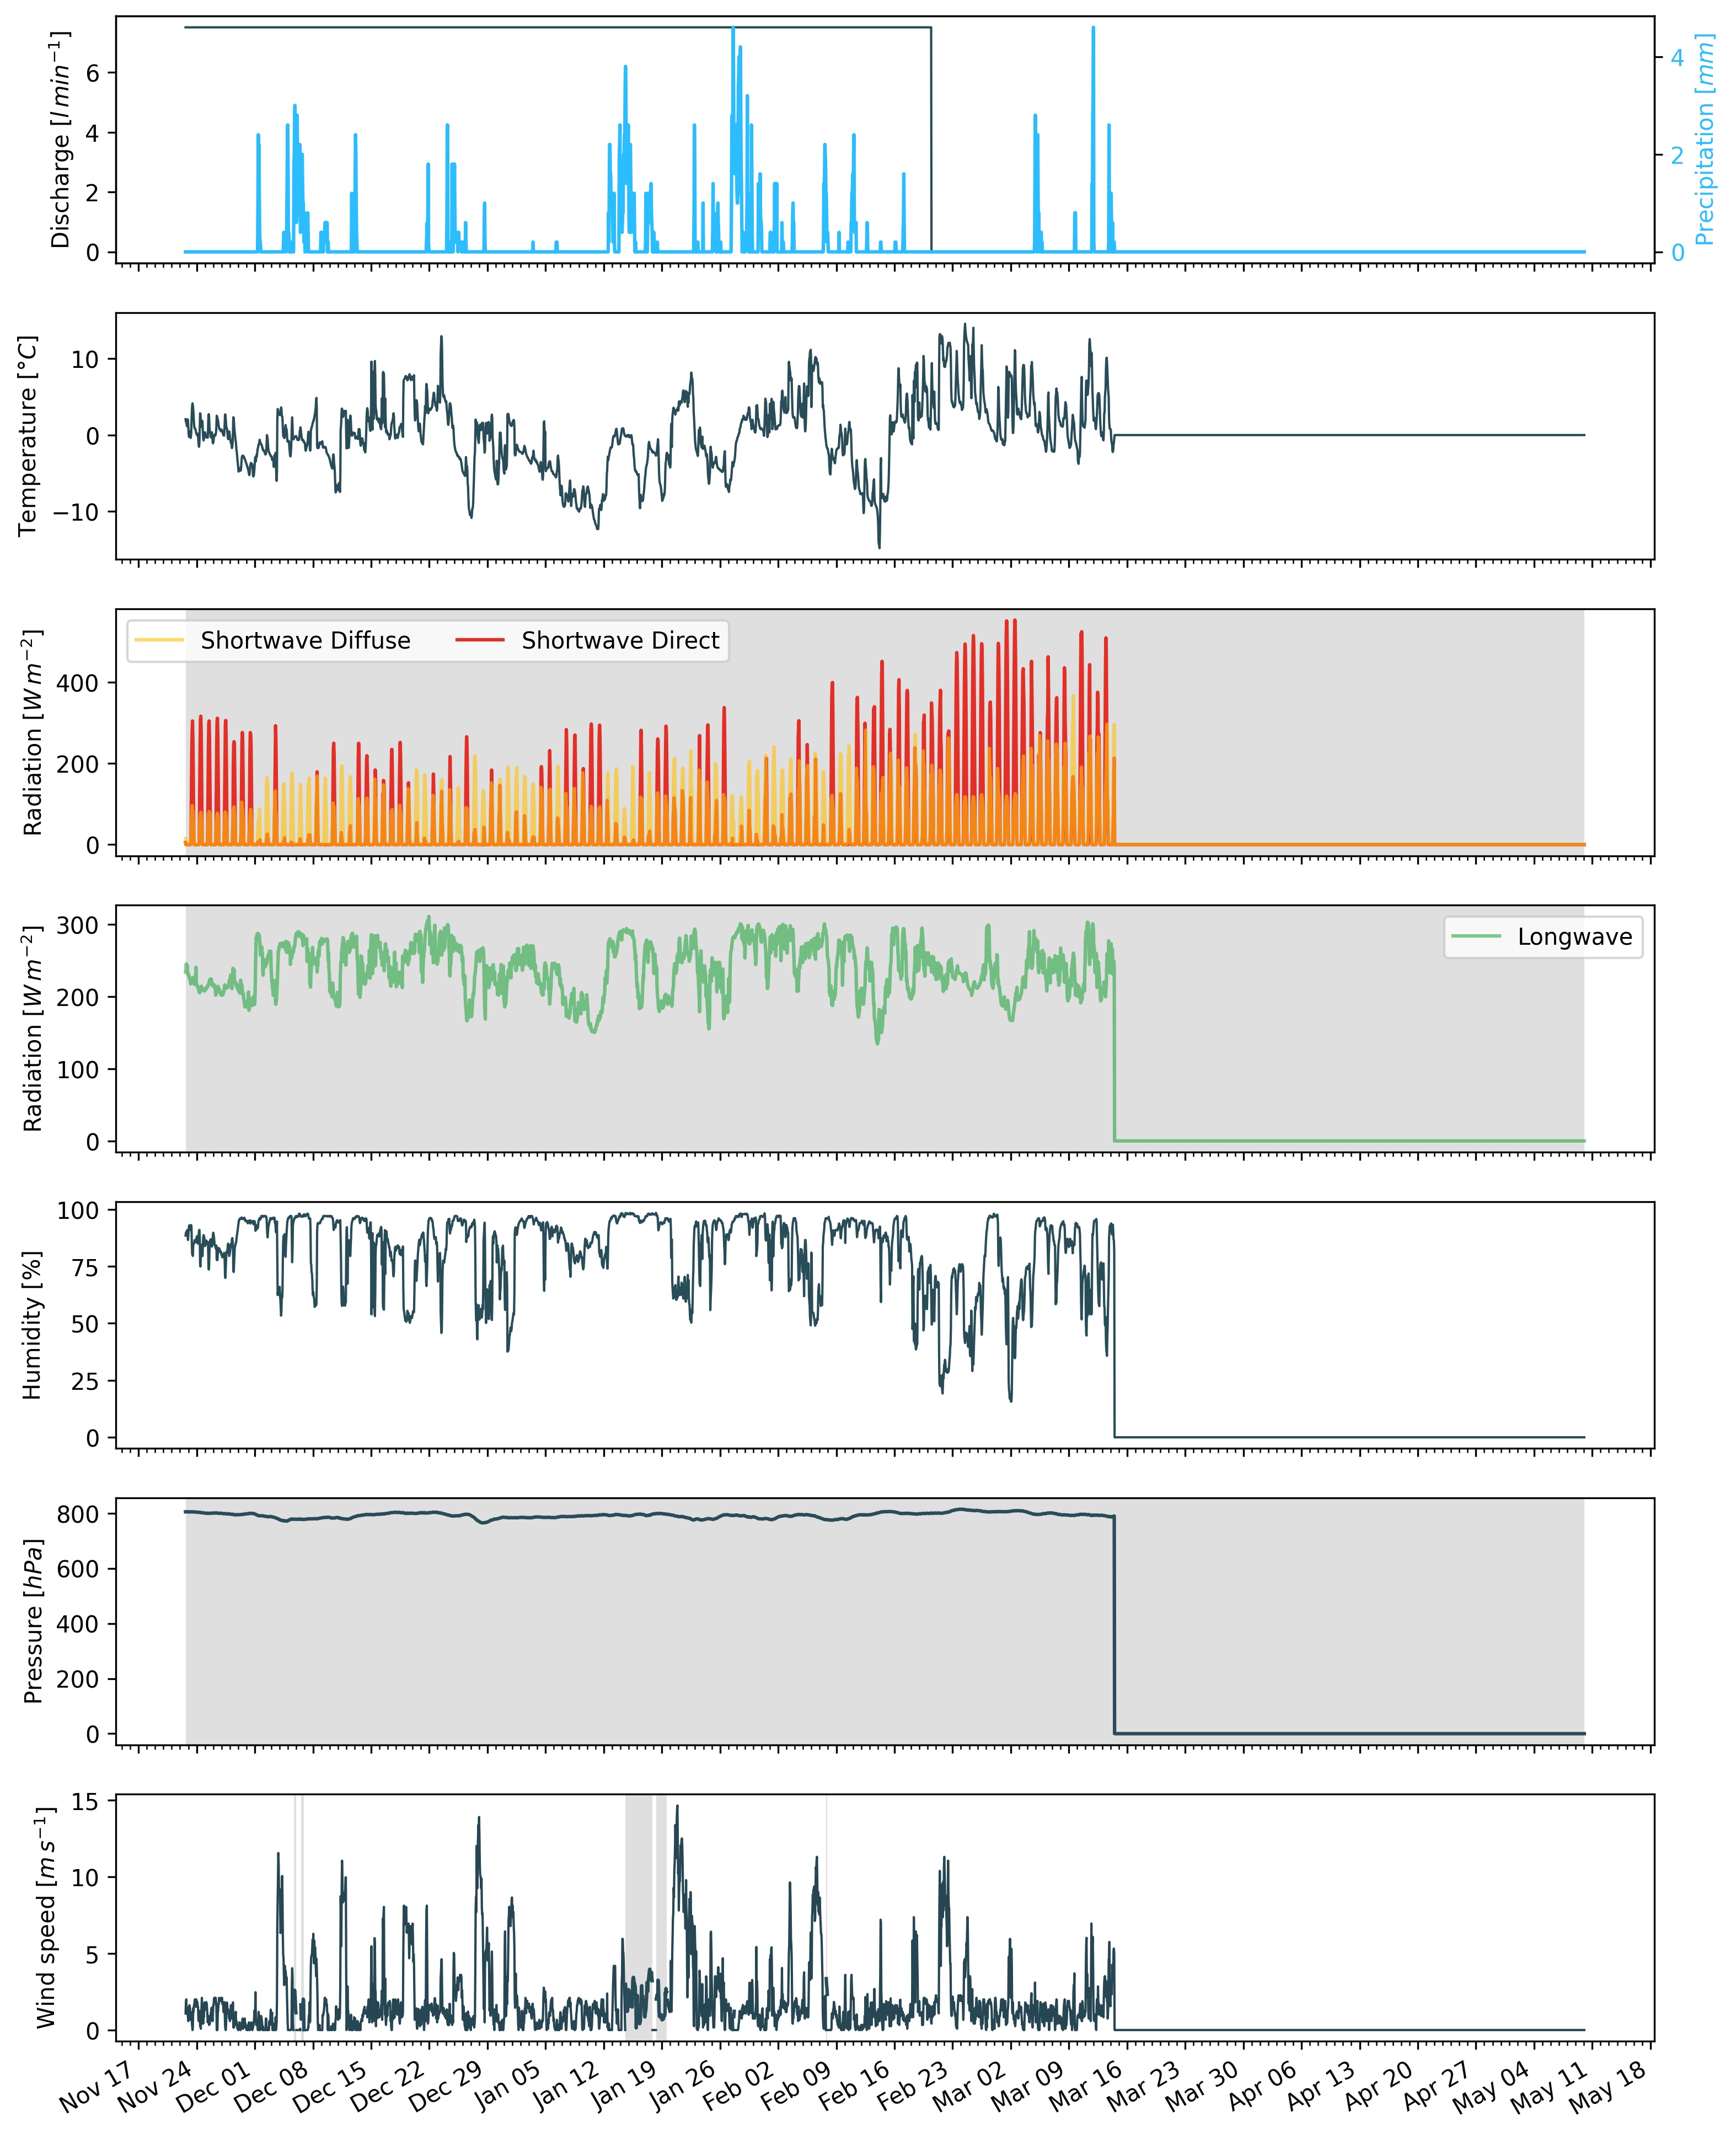 Discharge [l min⁻¹]
6
4
2
0
4
2
0
Precipitation [mm]
Temperature [°C]
10
0
−10
Radiation [W m⁻²]
400
200
0
Shortwave Diffuse
Shortwave Direct
Radiation [W m⁻²]
300
200
100
0
Longwave
Humidity [%]
100
75
50
25
0
Pressure [hPa]
800
600
400
200
0
Wind speed [m s⁻¹]
15
10
5
0
Nov 17
Nov 24
Dec 01
Dec 08
Dec 15
Dec 22
Dec 29
Jan 05
Jan 12
Jan 19
Jan 26
Feb 02
Feb 09
Feb 16
Feb 23
Mar 02
Mar 09
Mar 16
Mar 23
Mar 30
Apr 06
Apr 13
Apr 20
Apr 27
May 04
May 11
May 18